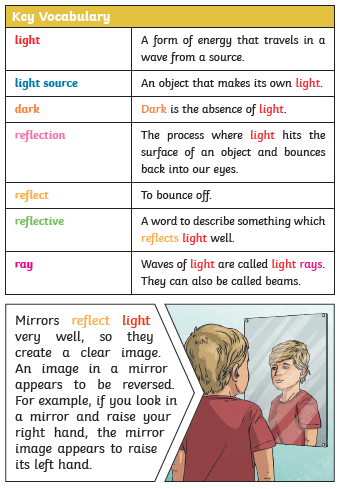 Key Vocabulary
light
A form of energy that travels in a
wave from a source.
light source
An object that makes its own light.
dark
Dark is the absence of light.
reflection
The process where light hits the
surface of an object and bounces
back into our eyes.
reflect
To bounce off.
reflective
A word to describe something which
reflects light well.
ray
Waves of light are called light rays.
They can also be called beams.
Mirrors reflect light
very well, so they
create a clear image.
An image in a mirror
appears to be reversed.
For example, if you look in
a mirror and raise your
right hand, the mirror
image appears to raise
its left hand.